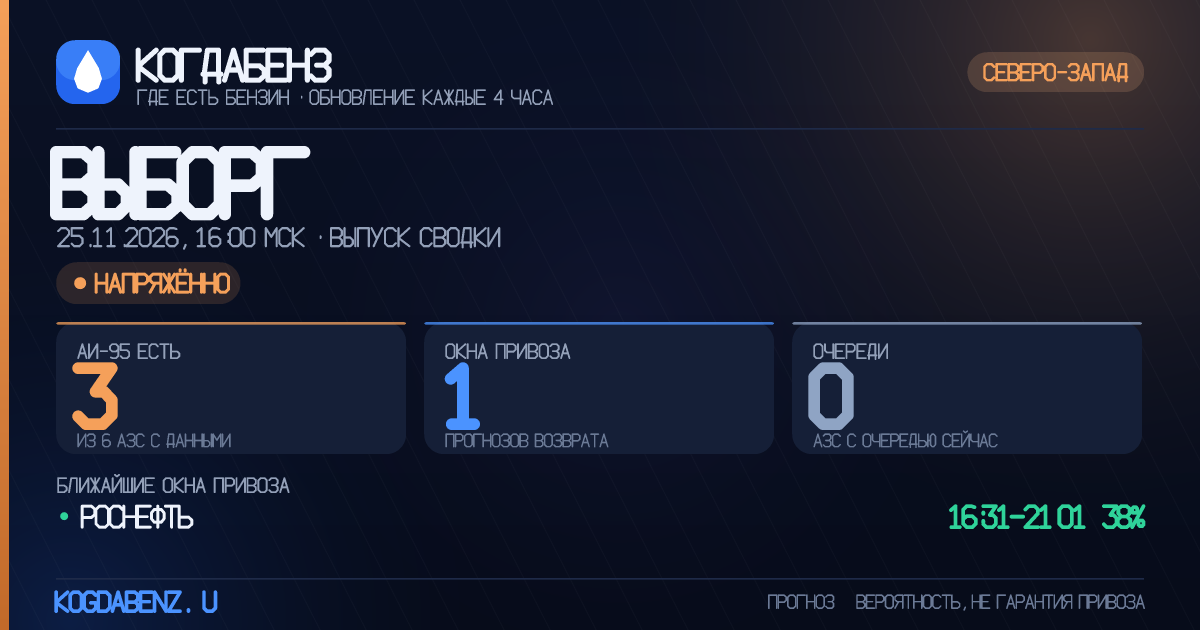 КОГДАБЕНЗ
ГДЕ ЕСТЬ БЕНЗИН · ОБНОВЛЕНИЕ КАЖДЫЕ 4 ЧАСА
СЕВЕРО-ЗАПАД
ВЫБОРГ
25.11.2026, 16:00 МСК · ВЫПУСК СВОДКИ
• НАПРЯЖЁННО
АИ-95 ЕСТЬ
3
ИЗ 6 АЗС С ДАННЫМИ
ОКНА ПРИВОЗА
1
ПРОГНОЗОВ ВОЗВРАТА
ОЧЕРЕДИ
0
АЗС С ОЧЕРЕДЬЮ СЕЙЧАС
БЛИЖАЙШИЕ ОКНА ПРИВОЗА
• РОСНЕФТЬ
16:31–21 01 38%
KOGDABENZ. U
ПРОГНОЗ ВЕРОЯТНОСТЬ, НЕ ГАРАНТИЯ ПРИВОЗА